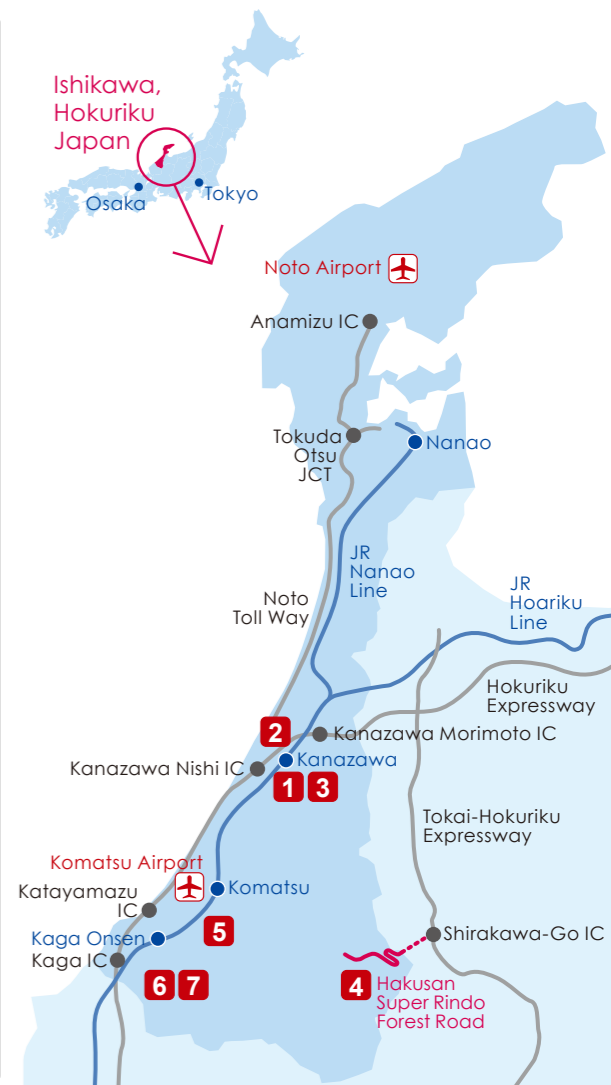 Ishikawa,
Hokuriku
Japan
Osaka
Tokyo
Noto Airport
Anamizu IC
Tokuda
Otsu
JCT
Nanao
JR
Nanao
Line
JR
Hoariku
Line
Noto
Toll Way
Hokuriku
Expressway
2
Kanazawa Morimoto IC
Kanazawa Nishi IC
Kanazawa
1
3
Tokai-Hokuriku
Expressway
Komatsu Airport
Katayamazu
IC
Komatsu
Kaga Onsen
5
Shirakawa-Go IC
Kaga IC
6
7
4
Hakusan
Super Rindo
Forest Road